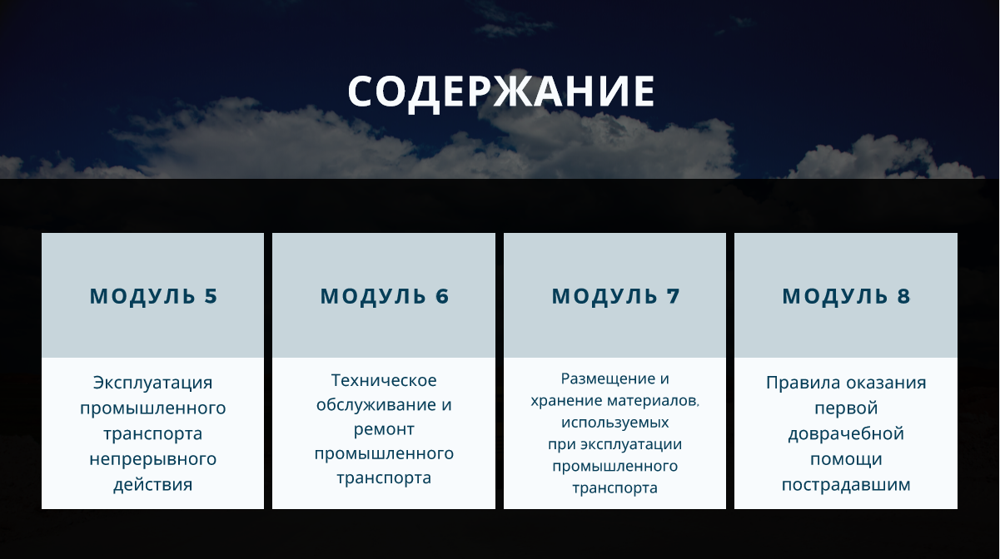 СОДЕРЖАНИЕ
МОДУЛЬ 5
Эксплуатация
промышленного
транспорта
непрерывного
действия
МОДУЛЬ 6
Техническое
обслуживание и
ремонт
промышленного
транспорта
МОДУЛЬ 7
Размещение и
хранение материалов,
используемых
при эксплуатации
промышленного
транспорта
МОДУЛЬ 8
Правила оказания
первой
доврачебной
помощи
пострадавшим